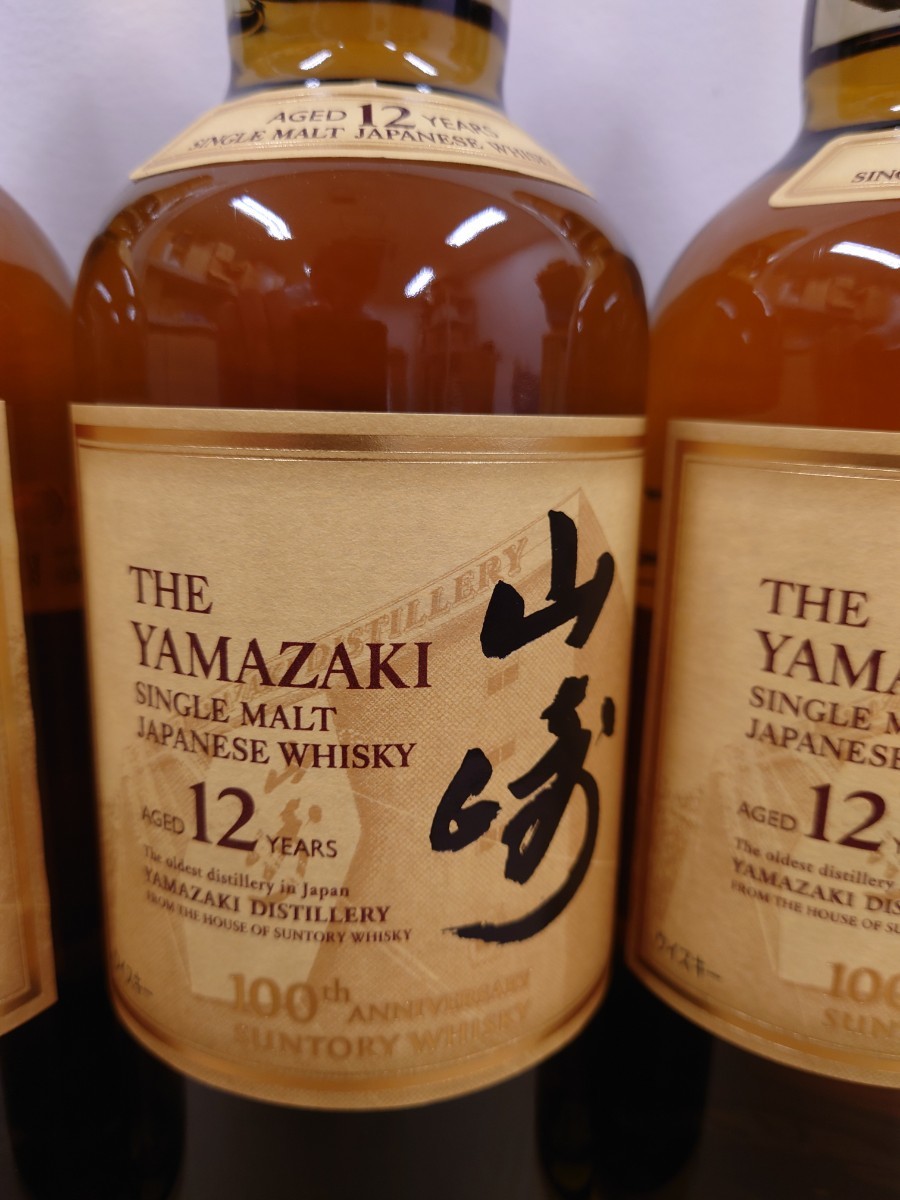 AGED 12 YEARS
SINGLE MALT JAPANESE WHISKY
THE
YAMAZAKI
SINGLE MALT
JAPANESE WHISKY
AGED 12 YEARS
The oldest distillery in Japan
YAMAZAKI DISTILLERY
FROM THE HOUSE OF SUNTORY WHISKY
100th ANNIVERSARY
SUNTORY WHISKY
山崎
DISTILLERY
THE
YAMA
SINGLE
JAPANESE
AGED 12
The oldest distillery
YAMAZAKI
FROM THE HOUSE OF
ウイスキー